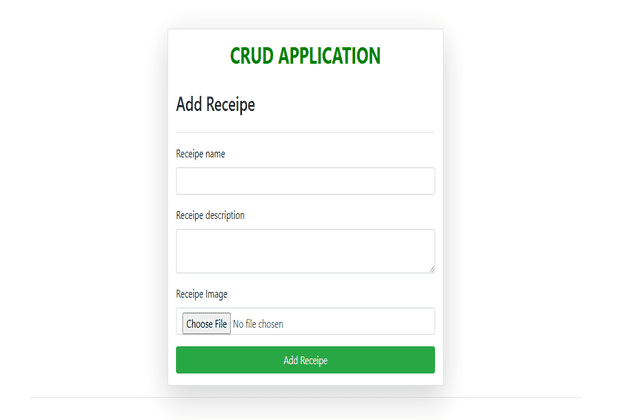 CRUD APPLICATION
Add Receipe
Receipe name
Receipe description
Receipe Image
Choose File No file chosen
Add Receipe